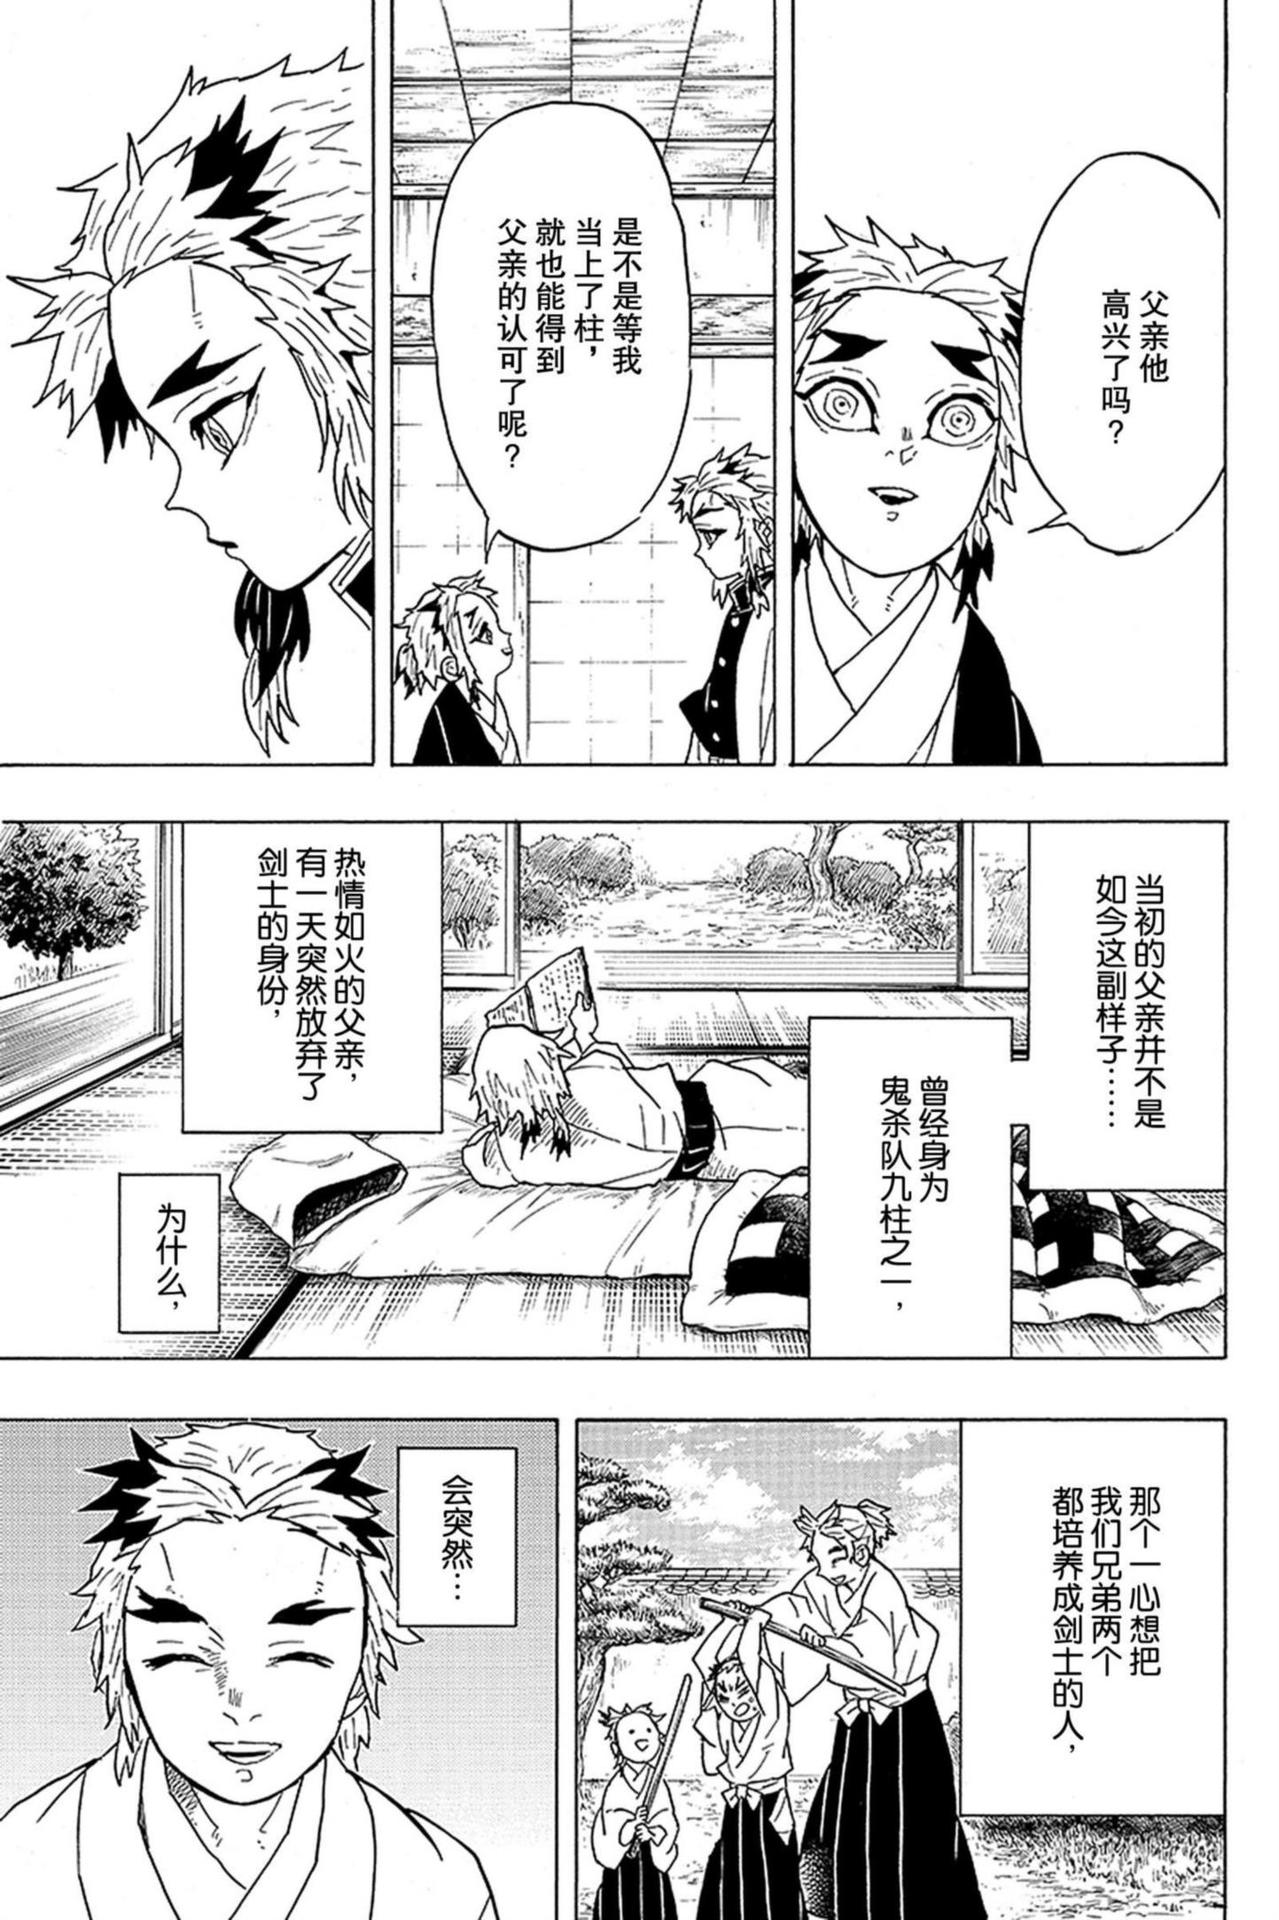 父亲他
高兴了吗？
是不是等我
当上了柱，
就也能得到
父亲的认可了呢？
当初的父亲并不是
如今这副样子……
曾经身为
鬼杀队九柱之一，
热情如火的父亲，
有一天突然放弃了
剑士的身份，
为什么，
那个一心想把
我们兄弟两个
都培养成剑士的人，
会突然…